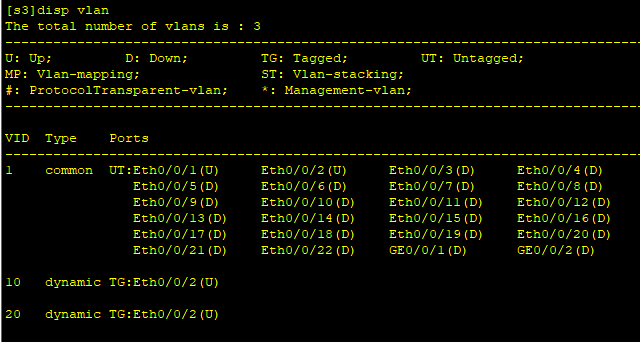 [s3]disp vlan
The total number of vlans is : 3
--------------------------------------------------------------------------------
U: Up;         D: Down;         TG: Tagged;         UT: Untagged;
MP: Vlan-mapping;               ST: Vlan-stacking;
#: ProtocolTransparent-vlan;    *: Management-vlan;
--------------------------------------------------------------------------------
VID  Type    Ports
--------------------------------------------------------------------------------
1    common  UT:Eth0/0/1(U)      Eth0/0/2(U)     Eth0/0/3(D)     Eth0/0/4(D)
                Eth0/0/5(D)      Eth0/0/6(D)     Eth0/0/7(D)     Eth0/0/8(D)
                Eth0/0/9(D)      Eth0/0/10(D)    Eth0/0/11(D)    Eth0/0/12(D)
                Eth0/0/13(D)     Eth0/0/14(D)    Eth0/0/15(D)    Eth0/0/16(D)
                Eth0/0/17(D)     Eth0/0/18(D)    Eth0/0/19(D)    Eth0/0/20(D)
                Eth0/0/21(D)     Eth0/0/22(D)    GE0/0/1(D)      GE0/0/2(D)
10   dynamic TG:Eth0/0/2(U)
20   dynamic TG:Eth0/0/2(U)